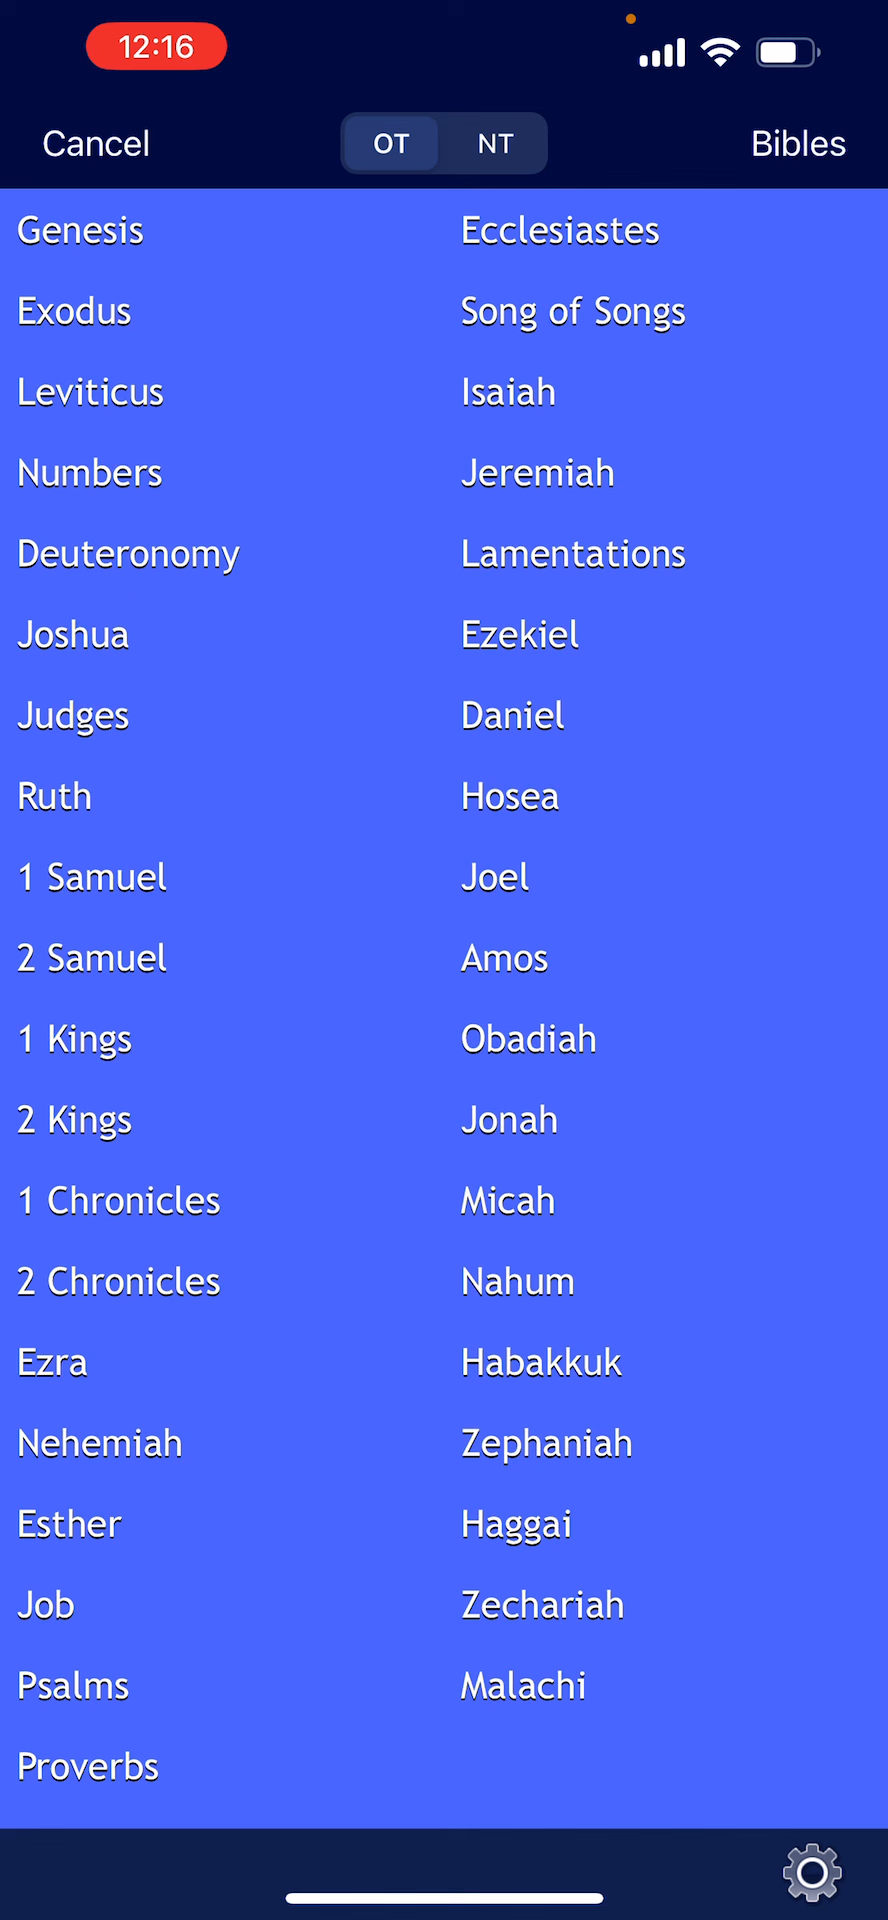 12:16
Cancel
OT
NT
Bibles
Genesis
Exodus
Leviticus
Numbers
Deuteronomy
Joshua
Judges
Ruth
1 Samuel
2 Samuel
1 Kings
2 Kings
1 Chronicles
2 Chronicles
Ezra
Nehemiah
Esther
Job
Psalms
Proverbs
Ecclesiastes
Song of Songs
Isaiah
Jeremiah
Lamentations
Ezekiel
Daniel
Hosea
Joel
Amos
Obadiah
Jonah
Micah
Nahum
Habakkuk
Zephaniah
Haggai
Zechariah
Malachi